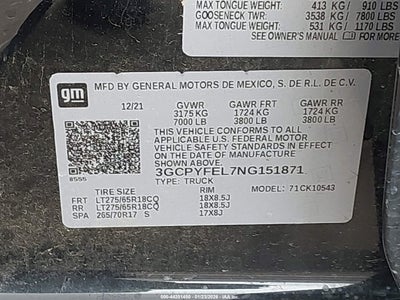 MAX TONGUE WEIGHT: 413 KG / 910 LBS
GOOSENECK TWR: 3538 KG / 7800 LBS
MAX TONGUE WEIGHT: 531 KG / 1170 LBS
SEE OWNER'S MANUAL FOR MORE
gm
MFD BY GENERAL MOTORS DE MEXICO, S. DE R.L. DE C.V.
12/21 GVWR GAWR FRT GAWR RR
3175 KG 1724 KG 1724 KG
7000 LB 3800 LB 3800 LB
THIS VEHICLE CONFORMS TO ALL
APPLICABLE U.S. FEDERAL MOTOR
VEHICLE SAFETY STANDARDS IN EFFECT
ON THE DATE OF MANUFACTURE SHOWN
ABOVE.
3GCPYFEL7NG151871
TYPE: TRUCK
RIM 71CK10543
FRT LT275/65R18CQ 18X8.5J
RR LT275/65R18CQ 18X8.5J
SPA 265/70R17 S 17X8J